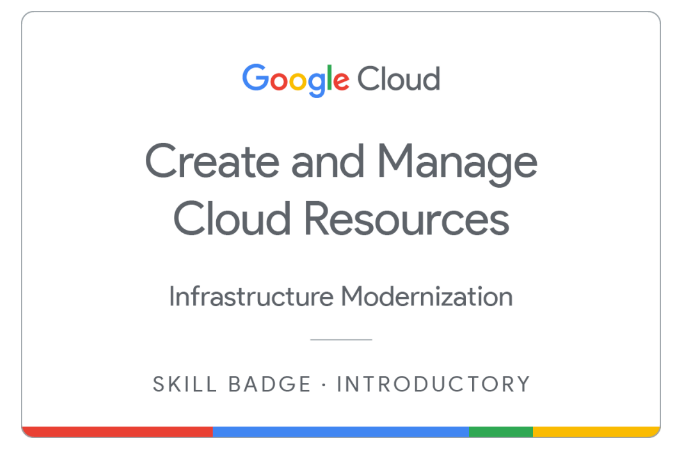 Google Cloud
Create and Manage
Cloud Resources
Infrastructure Modernization
SKILL BADGE · INTRODUCTORY